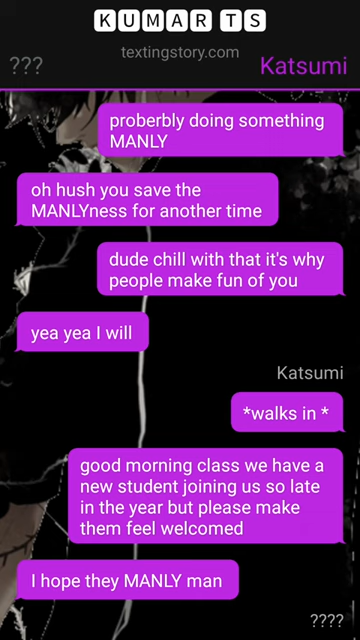 KUMAR TS
textingstory.com
??? Katsumi
proberbly doing something
MANLY
oh hush you save the
MANLYness for another time
dude chill with that it's why
people make fun of you
yea yea I will
Katsumi
*walks in *
good morning class we have a
new student joining us so late
in the year but please make
them feel welcomed
I hope they MANLY man
????